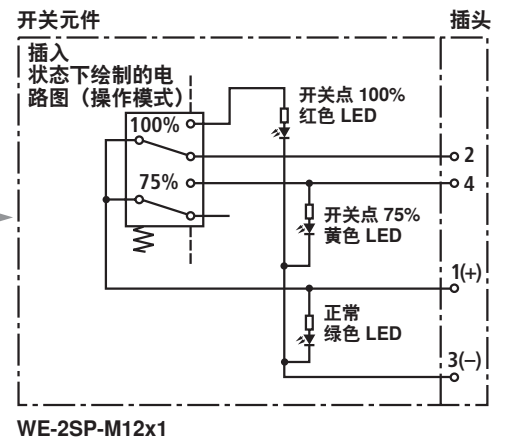 开关元件
插头
插入
状态下绘制的电
路图（操作模式）
100%
75%
开关点 100%
红色 LED
2
4
开关点 75%
黄色 LED
1(+)
正常
绿色 LED
3(–)
WE-2SP-M12x1